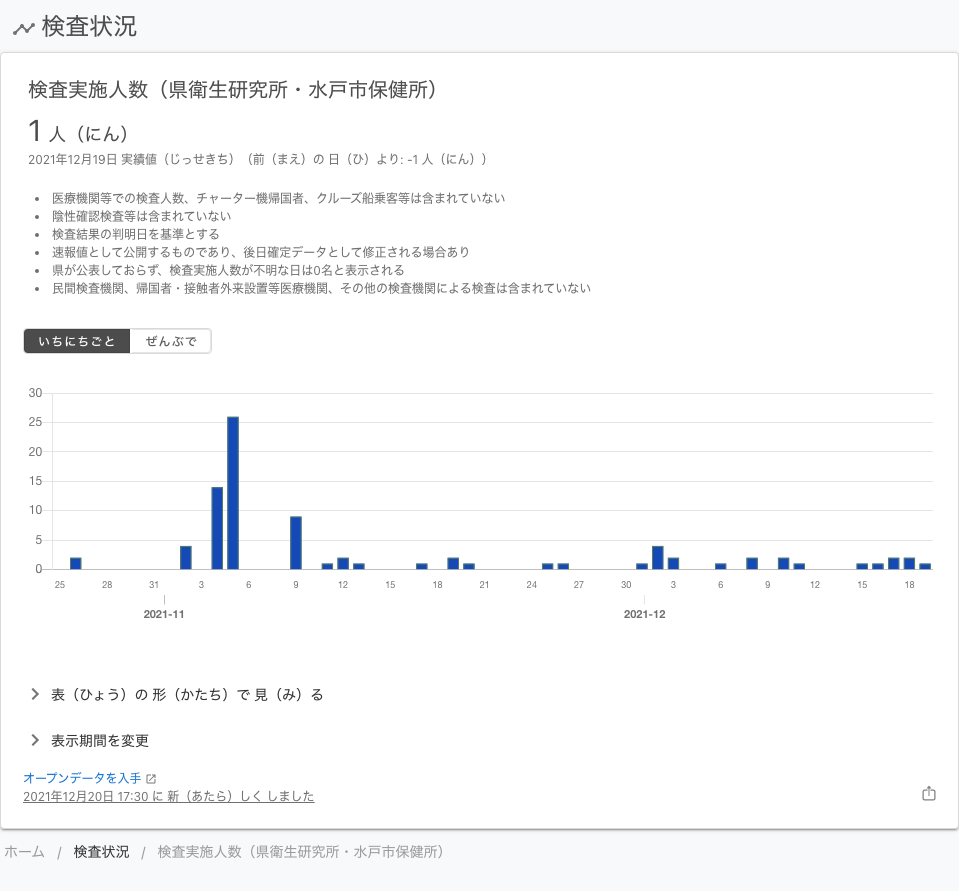 検査状況
検査実施人数（県衛生研究所・水戸市保健所）
1 人（にん）
2021年12月19日 実績値（じっせきち）（前（まえ）の 日（ひ）より: -1 人（にん））
• 医療機関等での検査人数、チャーター機帰国者、クルーズ船乗客等は含まれていない
• 陰性確認検査等は含まれていない
• 検査結果の判明日を基準とする
• 速報値として公開するものであり、後日確定データとして修正される場合あり
• 県が公表しておらず、検査実施人数が不明な日は0名と表示される
• 民間検査機関、帰国者・接触者外来設置等医療機関、その他の検査機関による検査は含まれていない
いちにちごと ぜんぶで
30
25
20
15
10
5
0
25 28 31 3 6 9 12 15 18 21 24 27 30 3 6 9 12 15 18
2021-11 2021-12
表（ひょう）の 形（かたち）で 見（み）る
表示期間を変更
オープンデータを入手
2021年12月20日 17:30 に 新（あたら）しく しました
ホーム / 検査状況 / 検査実施人数（県衛生研究所・水戸市保健所）